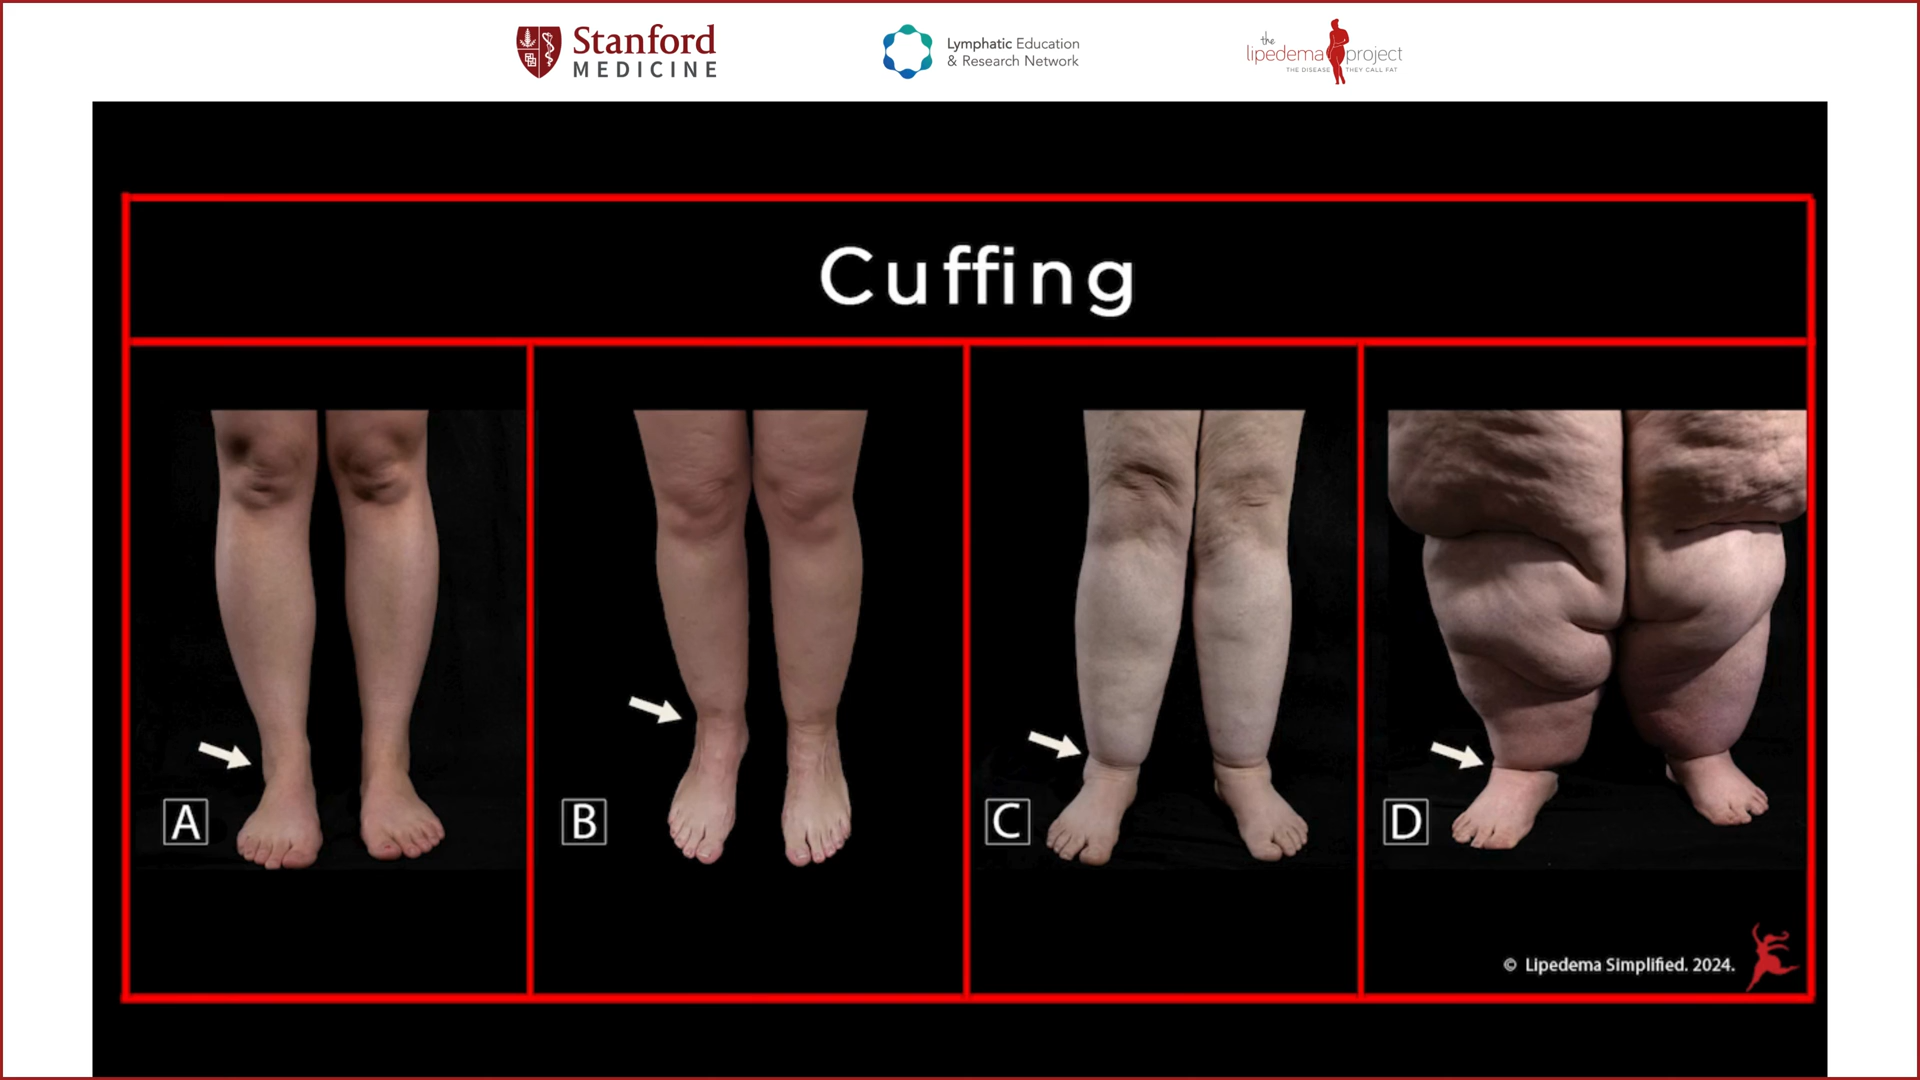 Stanford
MEDICINE
Lymphatic Education
& Research Network
the
lipedema project
THE DISEASE THEY CALL FAT
Cuffing
A
B
C
D
© Lipedema Simplified. 2024.